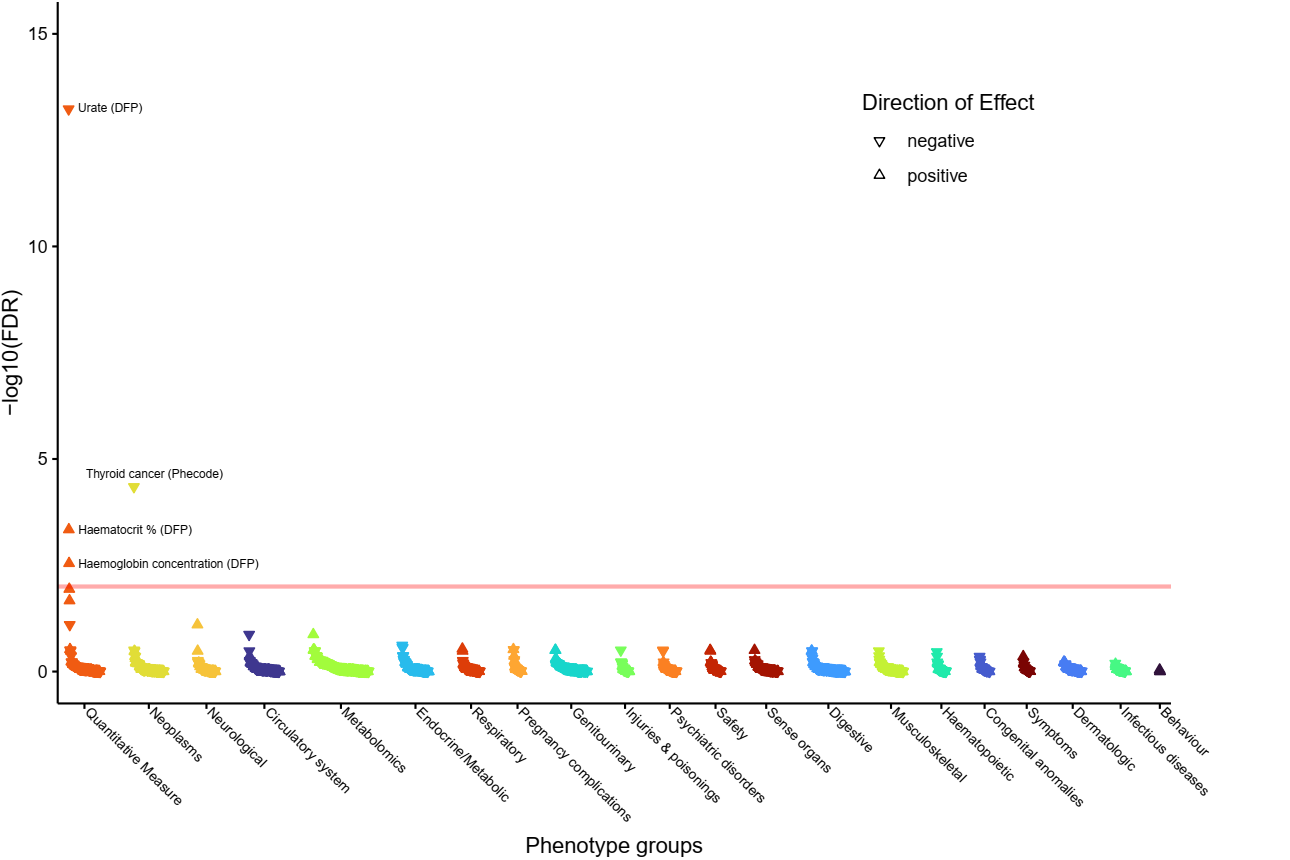 15
Urate (DFP)
Direction of Effect
negative
positive
10
−log10(FDR)
5
Thyroid cancer (Phecode)
Haematocrit % (DFP)
Haemoglobin concentration (DFP)
0
Quantitative Measure
Neoplasms
Neurological
Circulatory system
Metabolomics
Endocrine/Metabolic
Respiratory
Pregnancy complications
Genitourinary
Injuries & poisonings
Psychiatric disorders
Safety
Sense organs
Digestive
Musculoskeletal
Haematopoietic
Congenital anomalies
Symptoms
Dermatologic
Infectious diseases
Behaviour
Phenotype groups